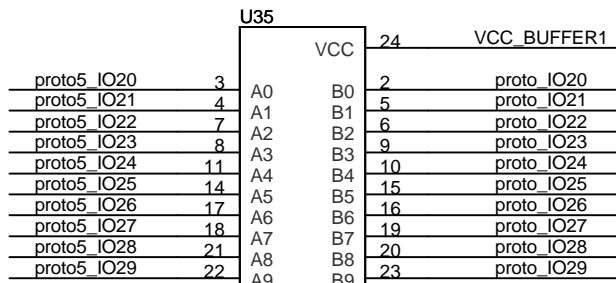 U35
VCC 24 VCC_BUFFER1
proto5_IO20 3 A0 B0 2 proto_IO20
proto5_IO21 4 A1 B1 5 proto_IO21
proto5_IO22 7 A2 B2 6 proto_IO22
proto5_IO23 8 A3 B3 9 proto_IO23
proto5_IO24 11 A4 B4 10 proto_IO24
proto5_IO25 14 A5 B5 15 proto_IO25
proto5_IO26 17 A6 B6 16 proto_IO26
proto5_IO27 18 A7 B7 19 proto_IO27
proto5_IO28 21 A8 B8 20 proto_IO28
proto5_IO29 22 A9 B9 23 proto_IO29